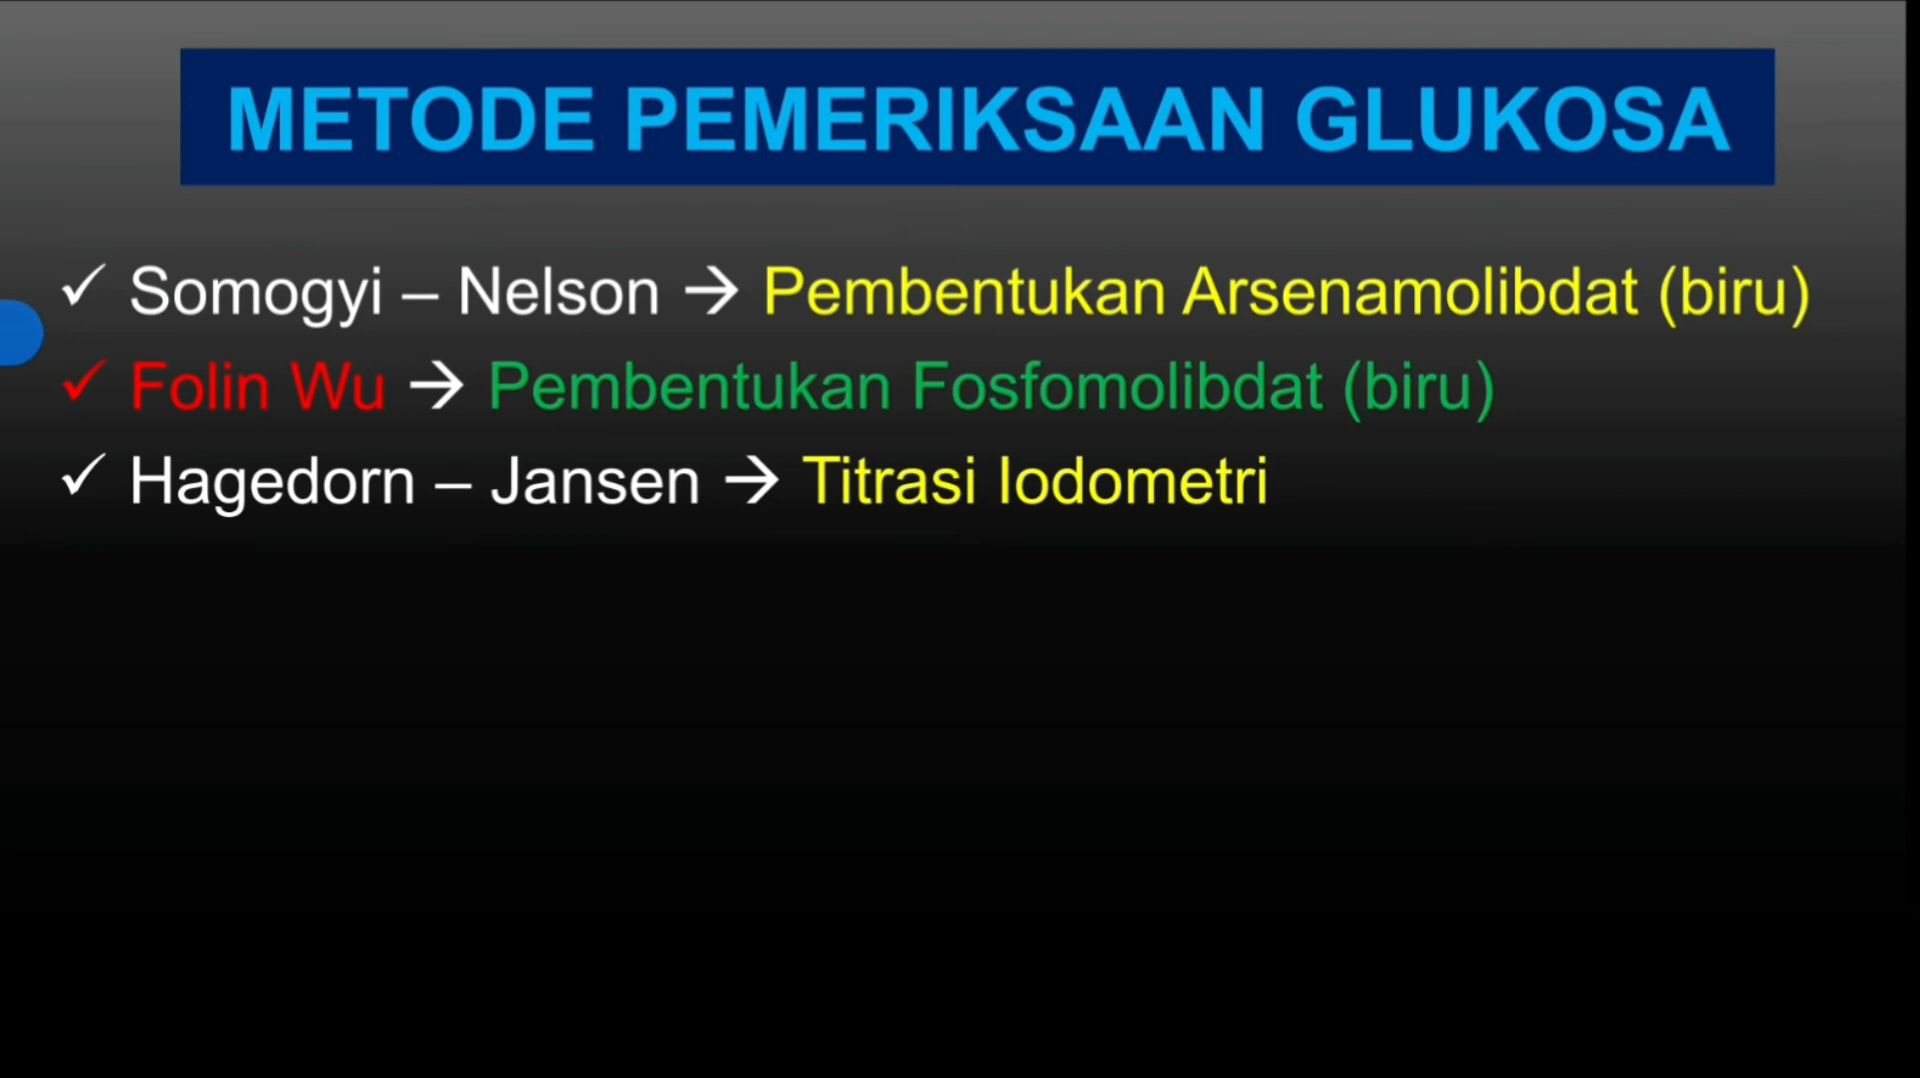 METODE PEMERIKSAAN GLUKOSA
✓ Somogyi – Nelson → Pembentukan Arsenamolibdat (biru)
✓ Folin Wu → Pembentukan Fosfomolibdat (biru)
✓ Hagedorn – Jansen → Titrasi Iodometri